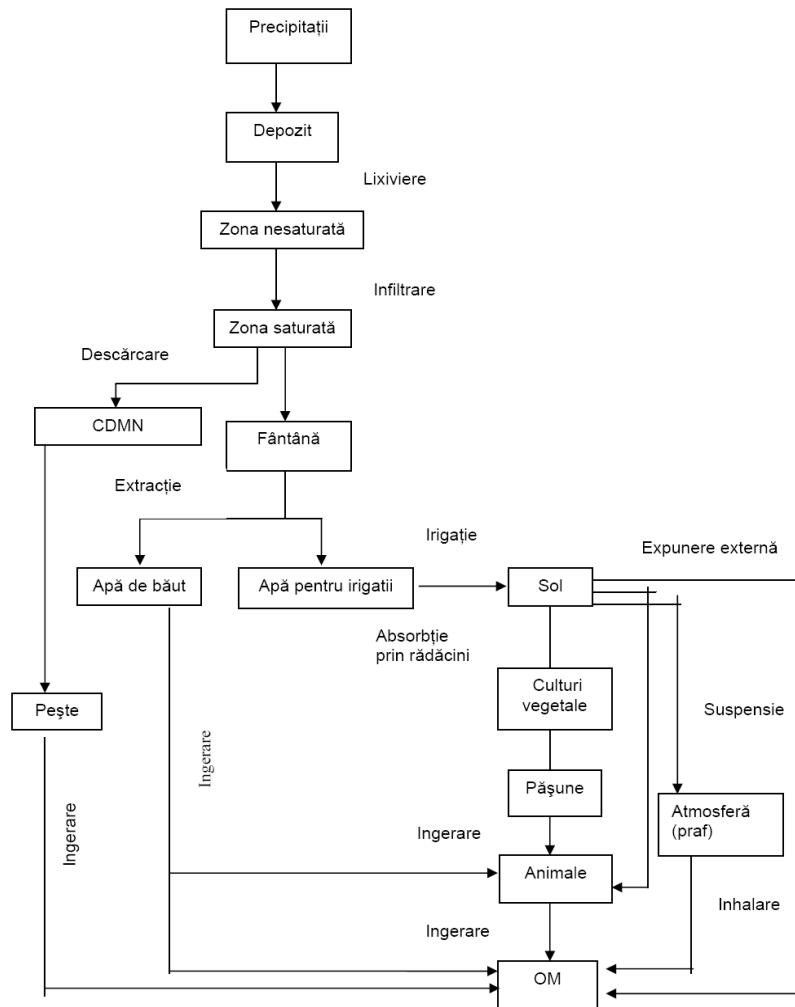 Precipitații
Depozit
Lixiviere
Zona nesaturată
Infiltrare
Zona saturată
Descărcare
CDMN
Fântână
Extracție
Irigație
Expunere externă
Apă de băut
Apă pentru irigatii
Sol
Absorbție
prin rădăcini
Culturi
vegetale
Peşte
Suspensie
Ingerare
Păşune
Atmosferă
(praf)
Ingerare
Ingerare
Animale
Inhalare
Ingerare
OM